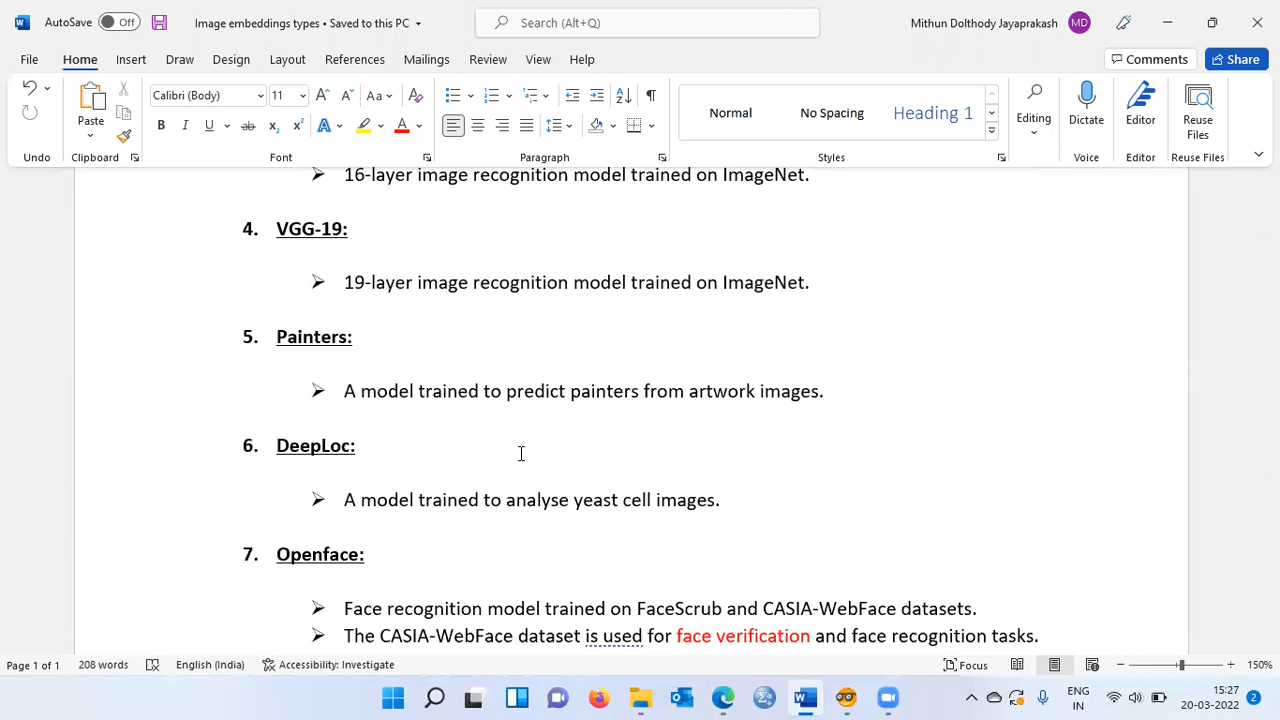 AutoSave Off Image embeddings types • Saved to this PC Search (Alt+Q) Mithun Dolthody Jayaprakash MD
File Home Insert Draw Design Layout References Mailings Review View Help Comments Share
Calibri (Body) 11 Aa Normal No Spacing Heading 1
Paste Editing Dictate Editor Reuse Files
Undo Clipboard Font Paragraph Styles Voice Editor Reuse Files
16-layer image recognition model trained on ImageNet.
4. VGG-19:
19-layer image recognition model trained on ImageNet.
5. Painters:
A model trained to predict painters from artwork images.
6. DeepLoc:
A model trained to analyse yeast cell images.
7. Openface:
Face recognition model trained on FaceScrub and CASIA-WebFace datasets.
The CASIA-WebFace dataset is used for face verification and face recognition tasks.
Page 1 of 1 208 words English (India) Accessibility: Investigate Focus 150%
ENG 15:27
IN 20-03-2022 2